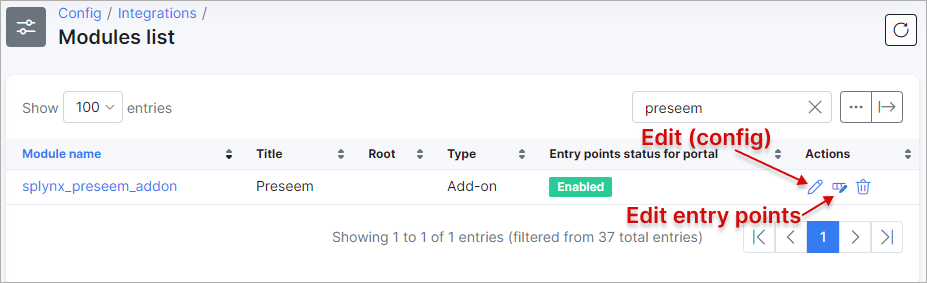 Config / Integrations /
Modules list
Show 100 entries
preseem
Edit (config)
Module name Title Root Type Entry points status for portal Actions
splynx_preseem_addon Preseem Add-on Enabled
Edit entry points
Showing 1 to 1 of 1 entries (filtered from 37 total entries) 1